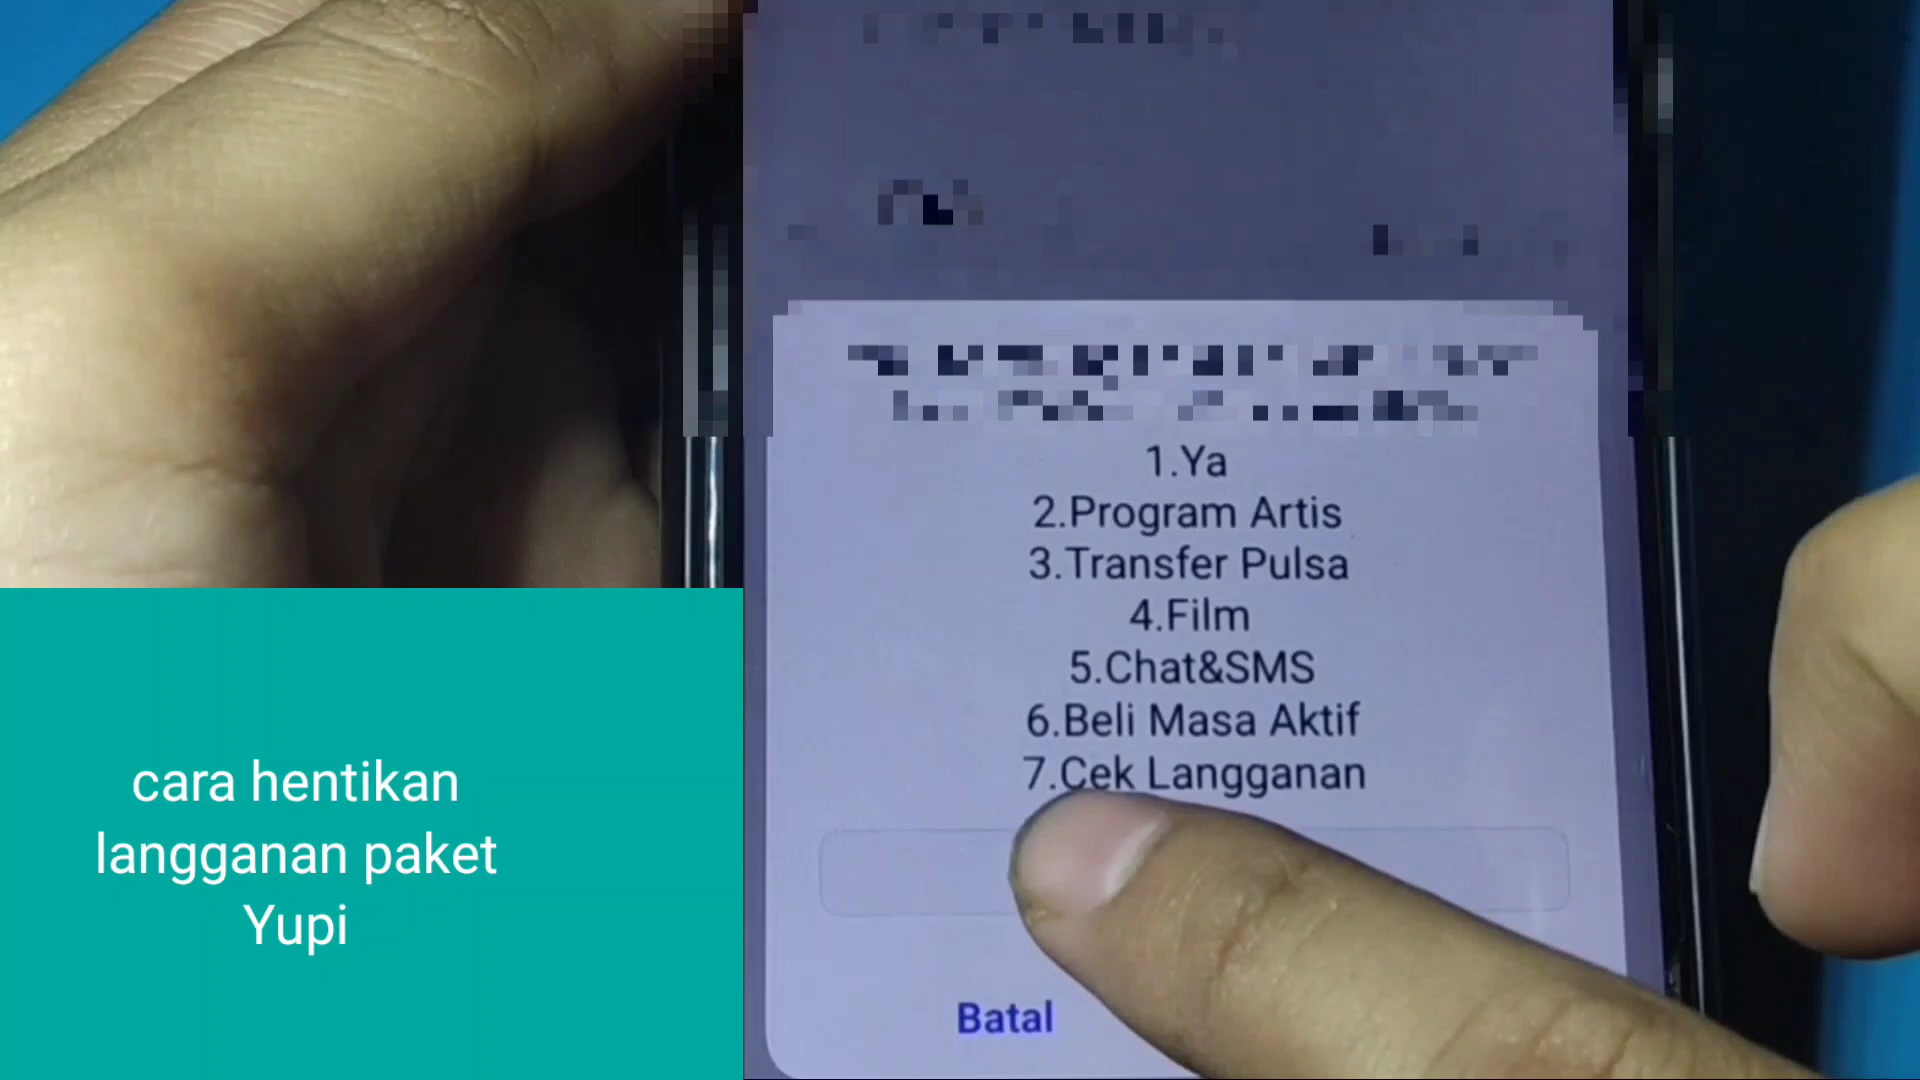 1.Ya
2.Program Artis
3.Transfer Pulsa
4.Film
5.Chat&SMS
6.Beli Masa Aktif
7.Cek Langganan
Batal
cara hentikan
langganan paket
Yupi